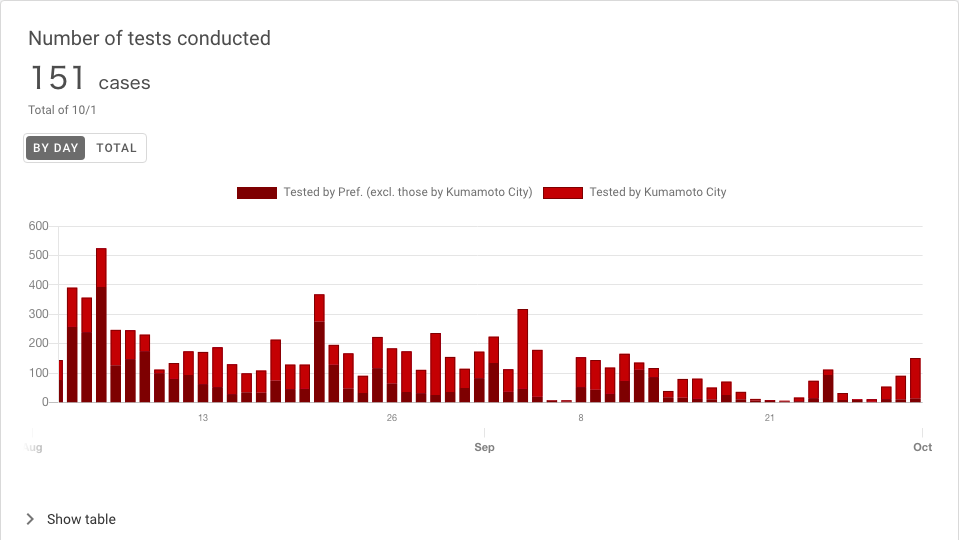 Number of tests conducted
151 cases
Total of 10/1
BY DAY TOTAL
Tested by Pref. (excl. those by Kumamoto City) Tested by Kumamoto City
600
500
400
300
200
100
0
13 26 8 21
Aug Sep Oct
Show table